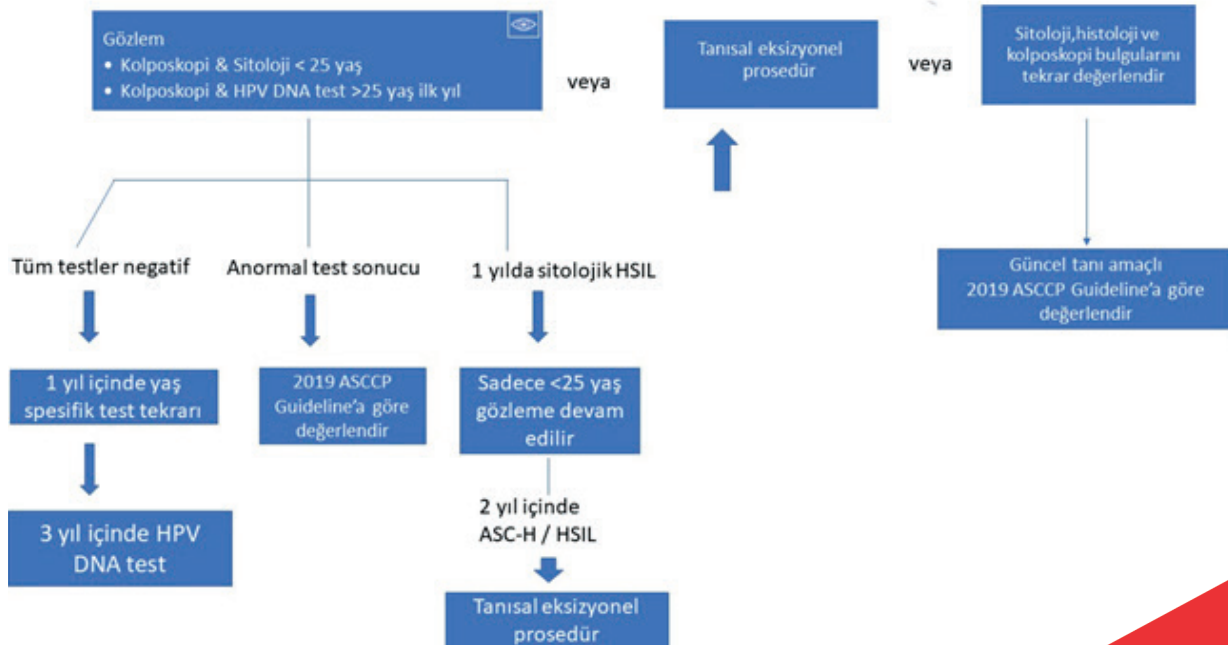 Gözlem
• Kolposkopi & Sitoloji < 25 yaş
• Kolposkopi & HPV DNA test >25 yaş ilk yıl
veya
Tanısal eksizyonel
prosedür
veya
Sitoloji,histoloji ve
kolposkopi bulgularını
tekrar değerlendir
Tüm testler negatif
Anormal test sonucu
1 yılda sitolojik HSIL
Güncel tanı amaçlı
2019 ASCCP Guideline'a göre
değerlendir
1 yıl içinde yaş
spesifik test tekrarı
2019 ASCCP
Guideline'a göre
değerlendir
Sadece <25 yaş
gözleme devam
edilir
3 yıl içinde HPV
DNA test
2 yıl içinde
ASC-H / HSIL
Tanısal eksizyonel
prosedür